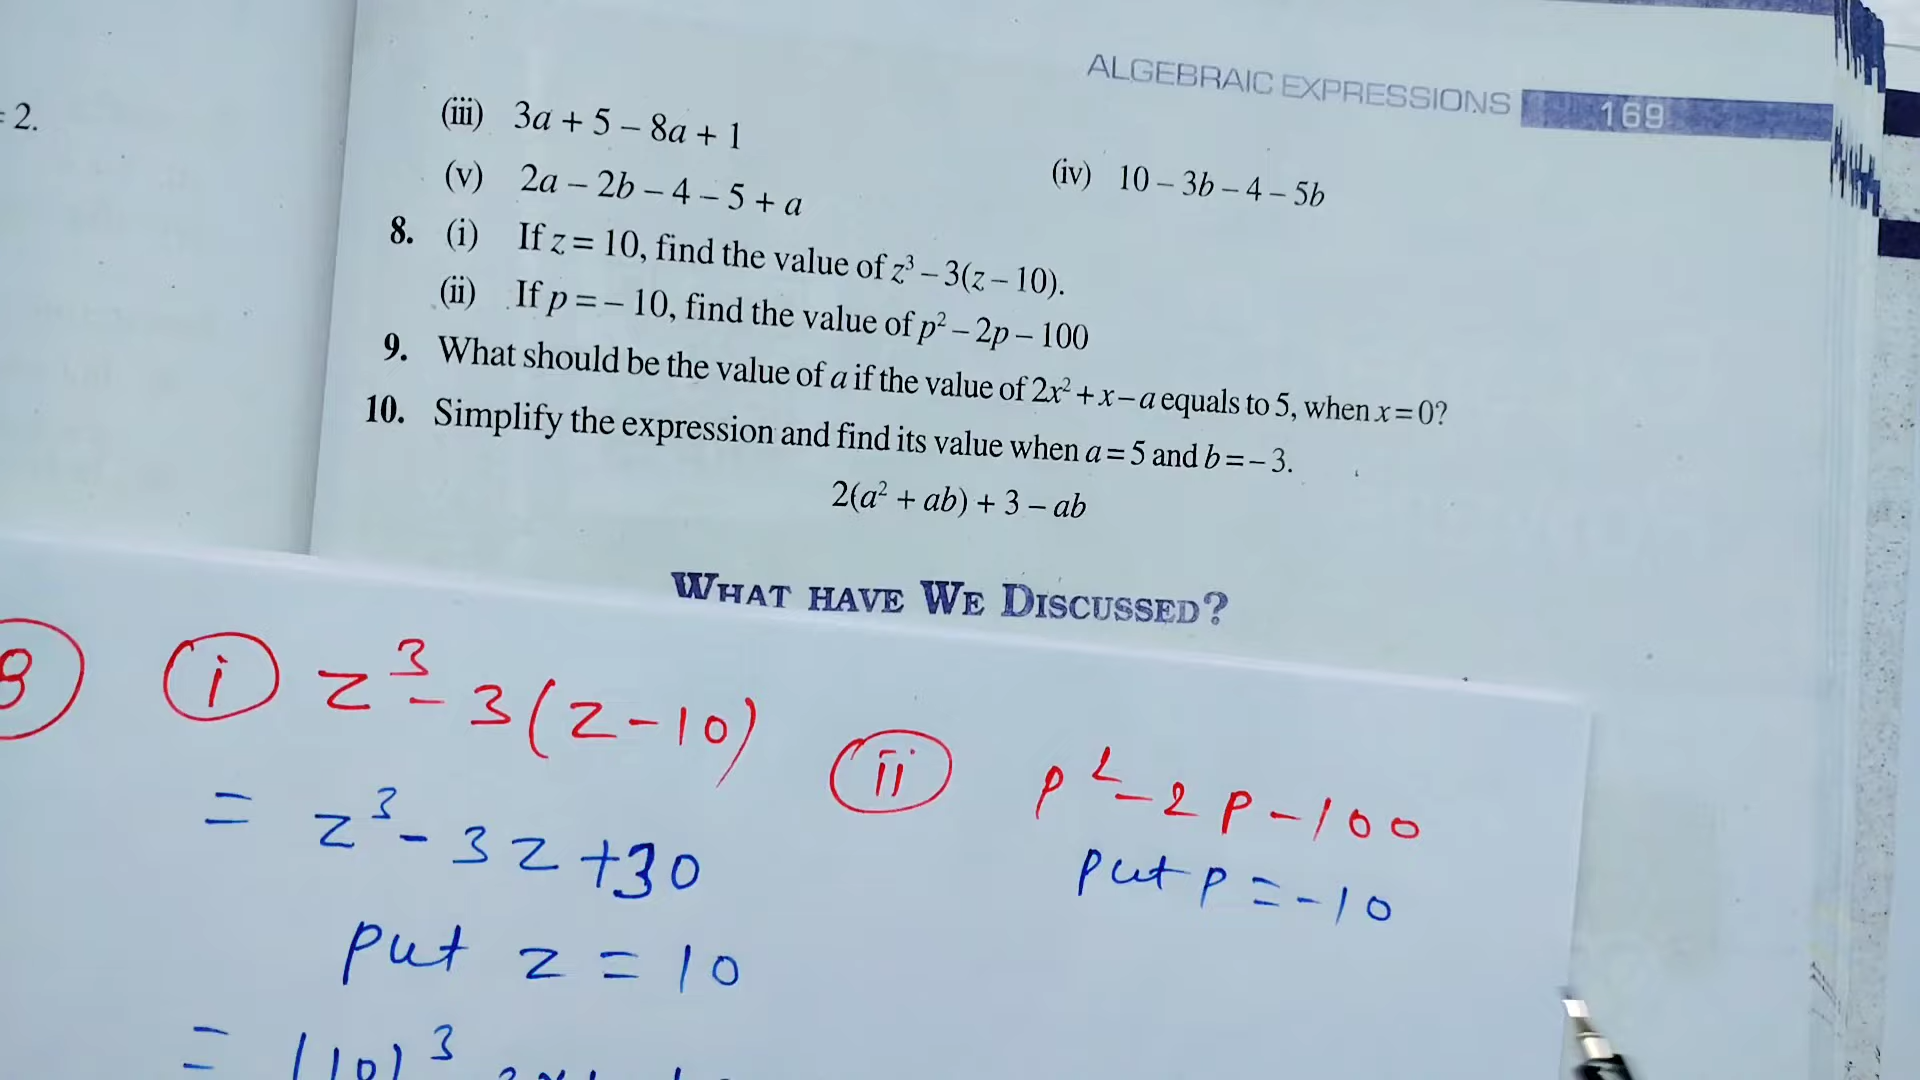 = 2.
ALGEBRAIC EXPRESSIONS 169
(iii) 3a + 5 – 8a + 1
(iv) 10 – 3b – 4 – 5b
(v) 2a – 2b – 4 – 5 + a
8. (i) If z = 10, find the value of z³ – 3(z – 10).
(ii) If p = – 10, find the value of p² – 2p – 100
9. What should be the value of a if the value of 2x² + x – a equals to 5, when x = 0?
10. Simplify the expression and find its value when a = 5 and b = – 3.
2(a² + ab) + 3 – ab
WHAT HAVE WE DISCUSSED?
8 i z³ - 3(z - 10)
= z³ - 3z + 30
put z = 10
= (10)³
ii p² - 2p - 100
put p = -10